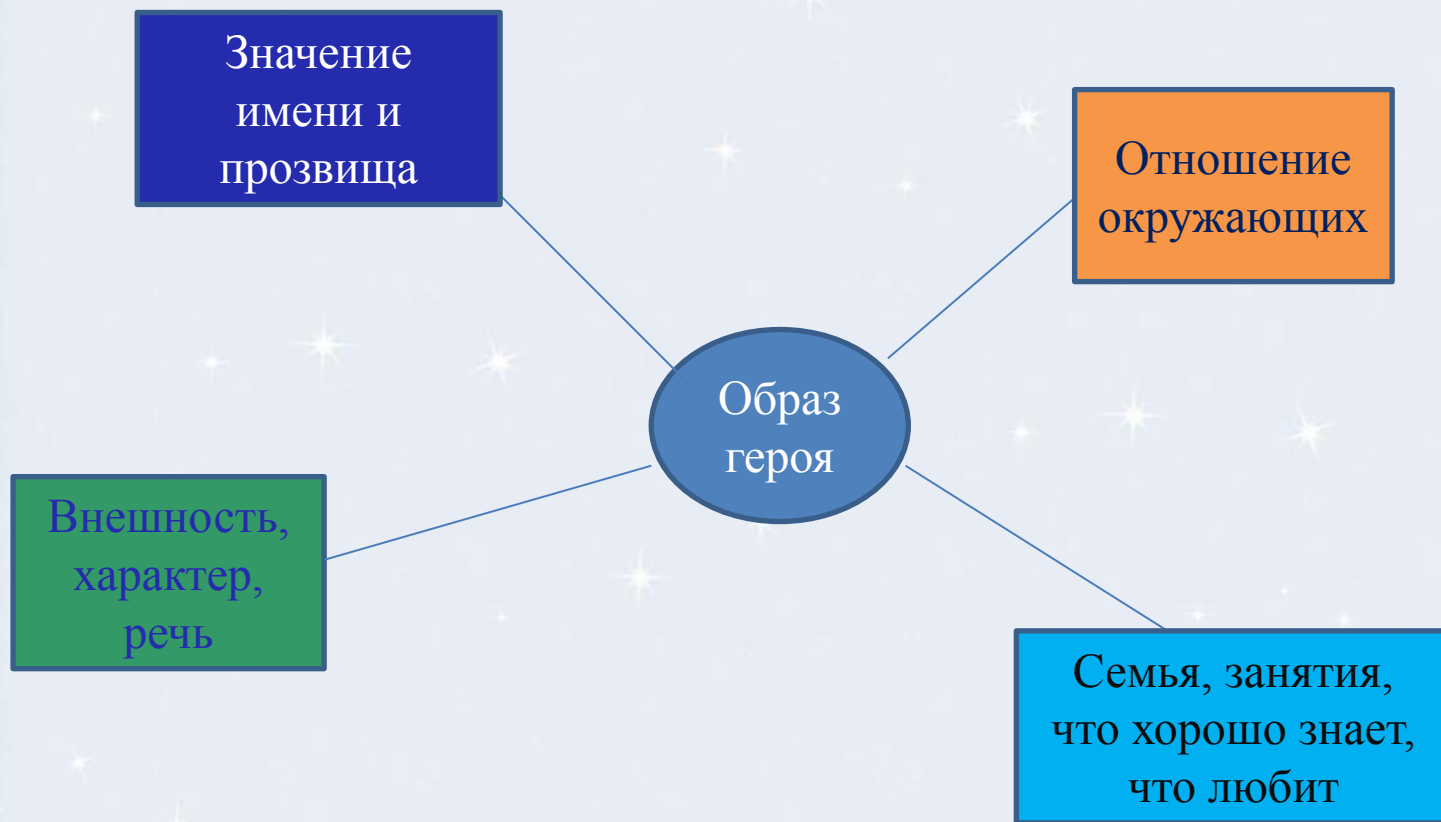 Значение
имени и
прозвища
Отношение
окружающих
Образ
героя
Внешность,
характер,
речь
Семья, занятия,
что хорошо знает,
что любит